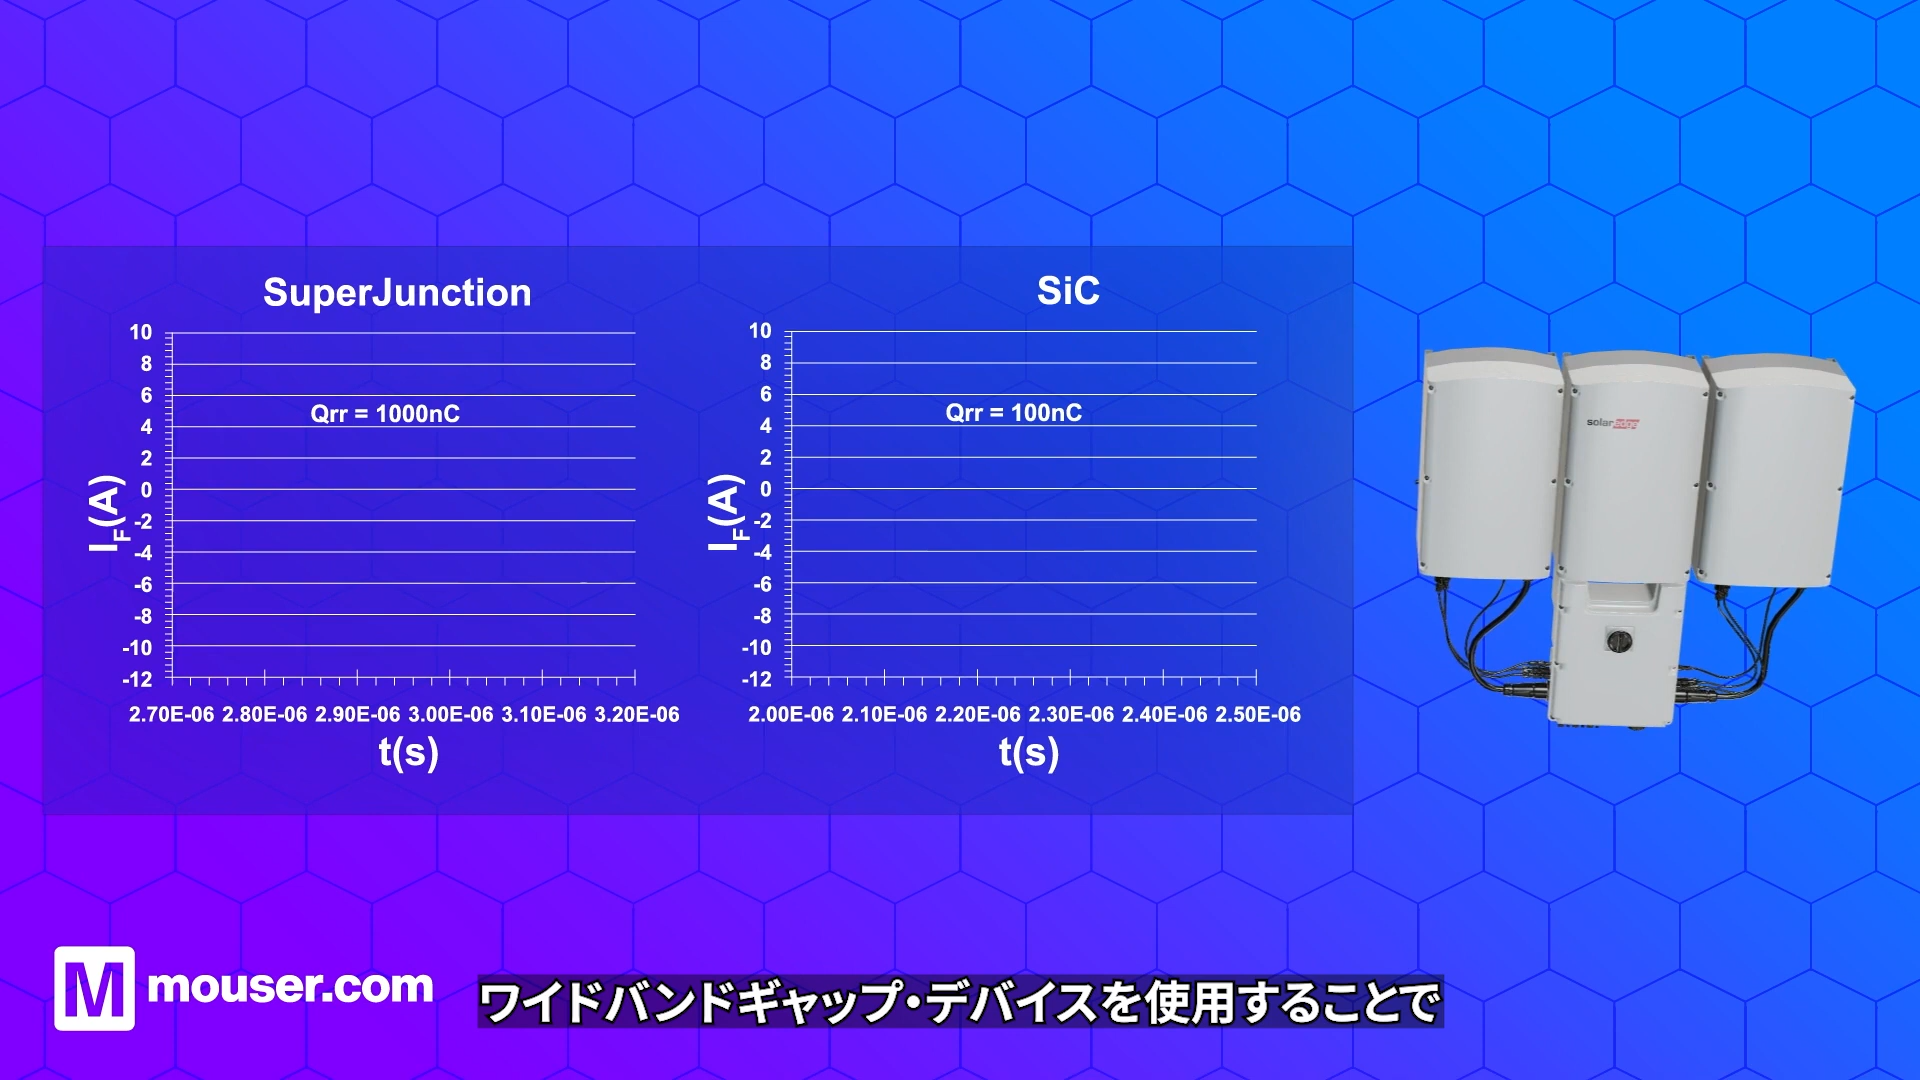 SuperJunction
10
8
6
4
2
0
-2
-4
-6
-8
-10
-12
Qrr = 1000nC
IF(A)
2.70E-06 2.80E-06 2.90E-06 3.00E-06 3.10E-06 3.20E-06
t(s)
SiC
10
8
6
4
2
0
-2
-4
-6
-8
-10
-12
Qrr = 100nC
IF(A)
2.00E-06 2.10E-06 2.20E-06 2.30E-06 2.40E-06 2.50E-06
t(s)
solaredge
M mouser.com
ワイドバンドギャップ・デバイスを使用することで